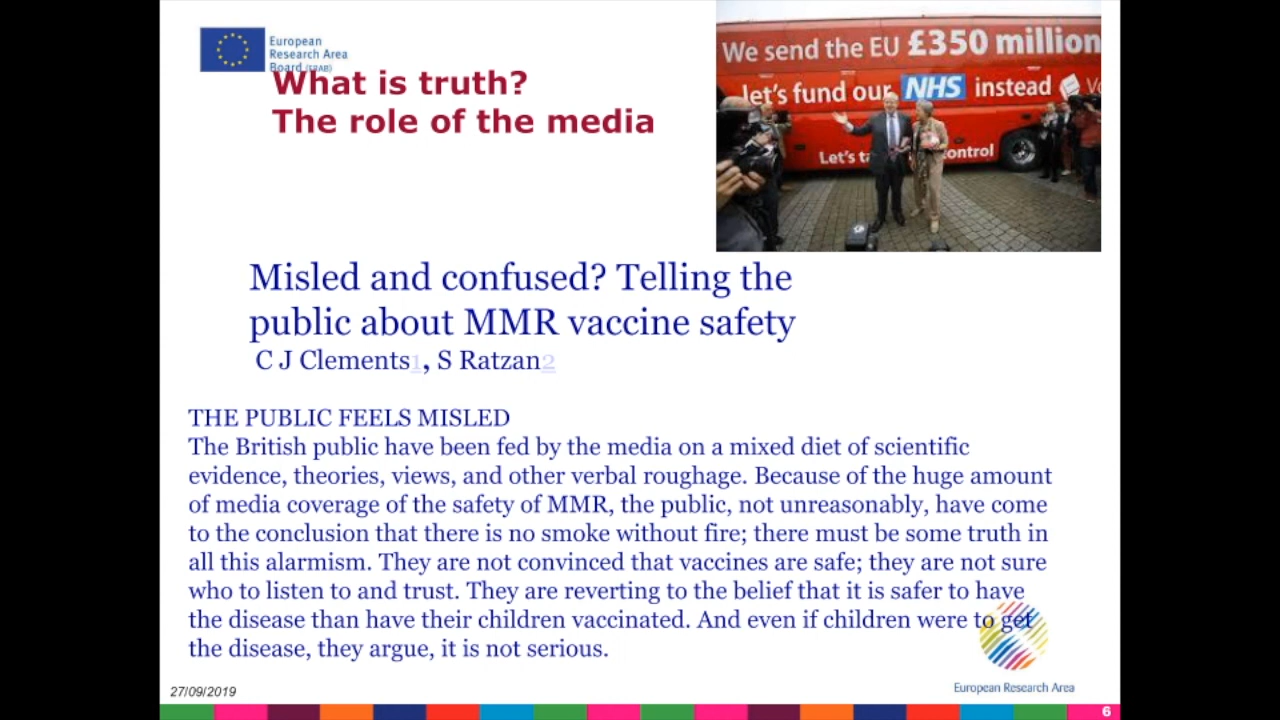 European
Research Area
Board (ERAB)
What is truth?
The role of the media
We send the EU £350 million
let's fund our NHS instead
Let's ta
ontrol
Misled and confused? Telling the
public about MMR vaccine safety
C J Clements1, S Ratzan2
THE PUBLIC FEELS MISLED
The British public have been fed by the media on a mixed diet of scientific
evidence, theories, views, and other verbal roughage. Because of the huge amount
of media coverage of the safety of MMR, the public, not unreasonably, have come
to the conclusion that there is no smoke without fire; there must be some truth in
all this alarmism. They are not convinced that vaccines are safe; they are not sure
who to listen to and trust. They are reverting to the belief that it is safer to have
the disease than have their children vaccinated. And even if children were to get
the disease, they argue, it is not serious.
European Research Area
27/09/2019
6